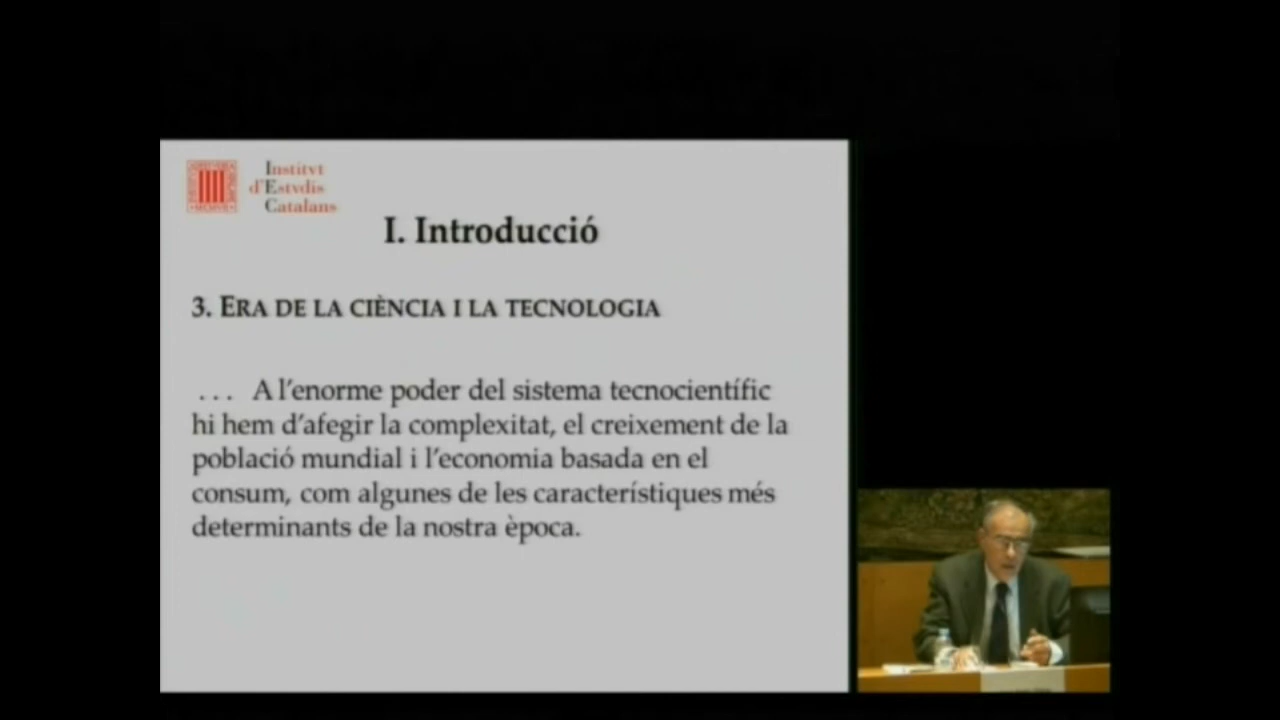 Institvt
d'Estvdis
Catalans
I. Introducció
3. ERA DE LA CIÈNCIA I LA TECNOLOGIA
... A l'enorme poder del sistema tecnocientífic
hi hem d'afegir la complexitat, el creixement de la
població mundial i l'economia basada en el
consum, com algunes de les característiques més
determinants de la nostra època.